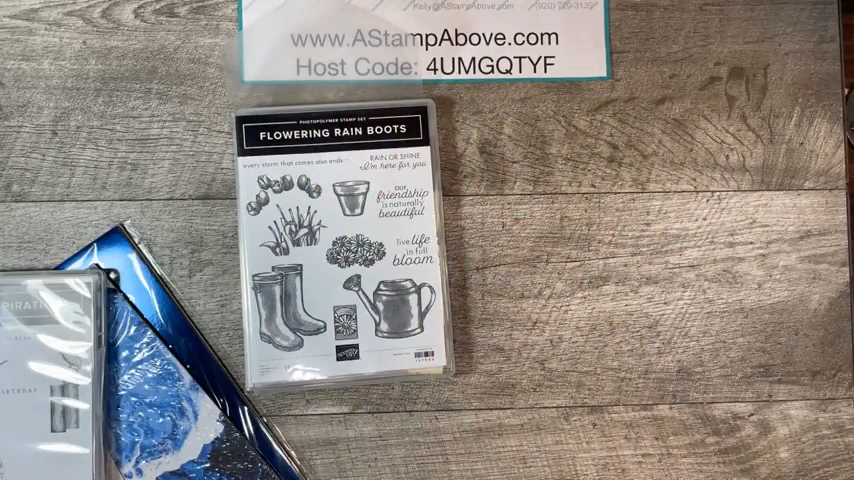 Kelly@AStampAbove.com (920) 720-3139
www.AStampAbove.com
Host Code: 4UMGQTYF
PHOTOPOLYMER STAMP SET
FLOWERING RAIN BOOTS
every storm that comes also ends
RAIN OR SHINE
I'm here for you
our
friendship
is naturally
beautiful
live life
in full
bloom